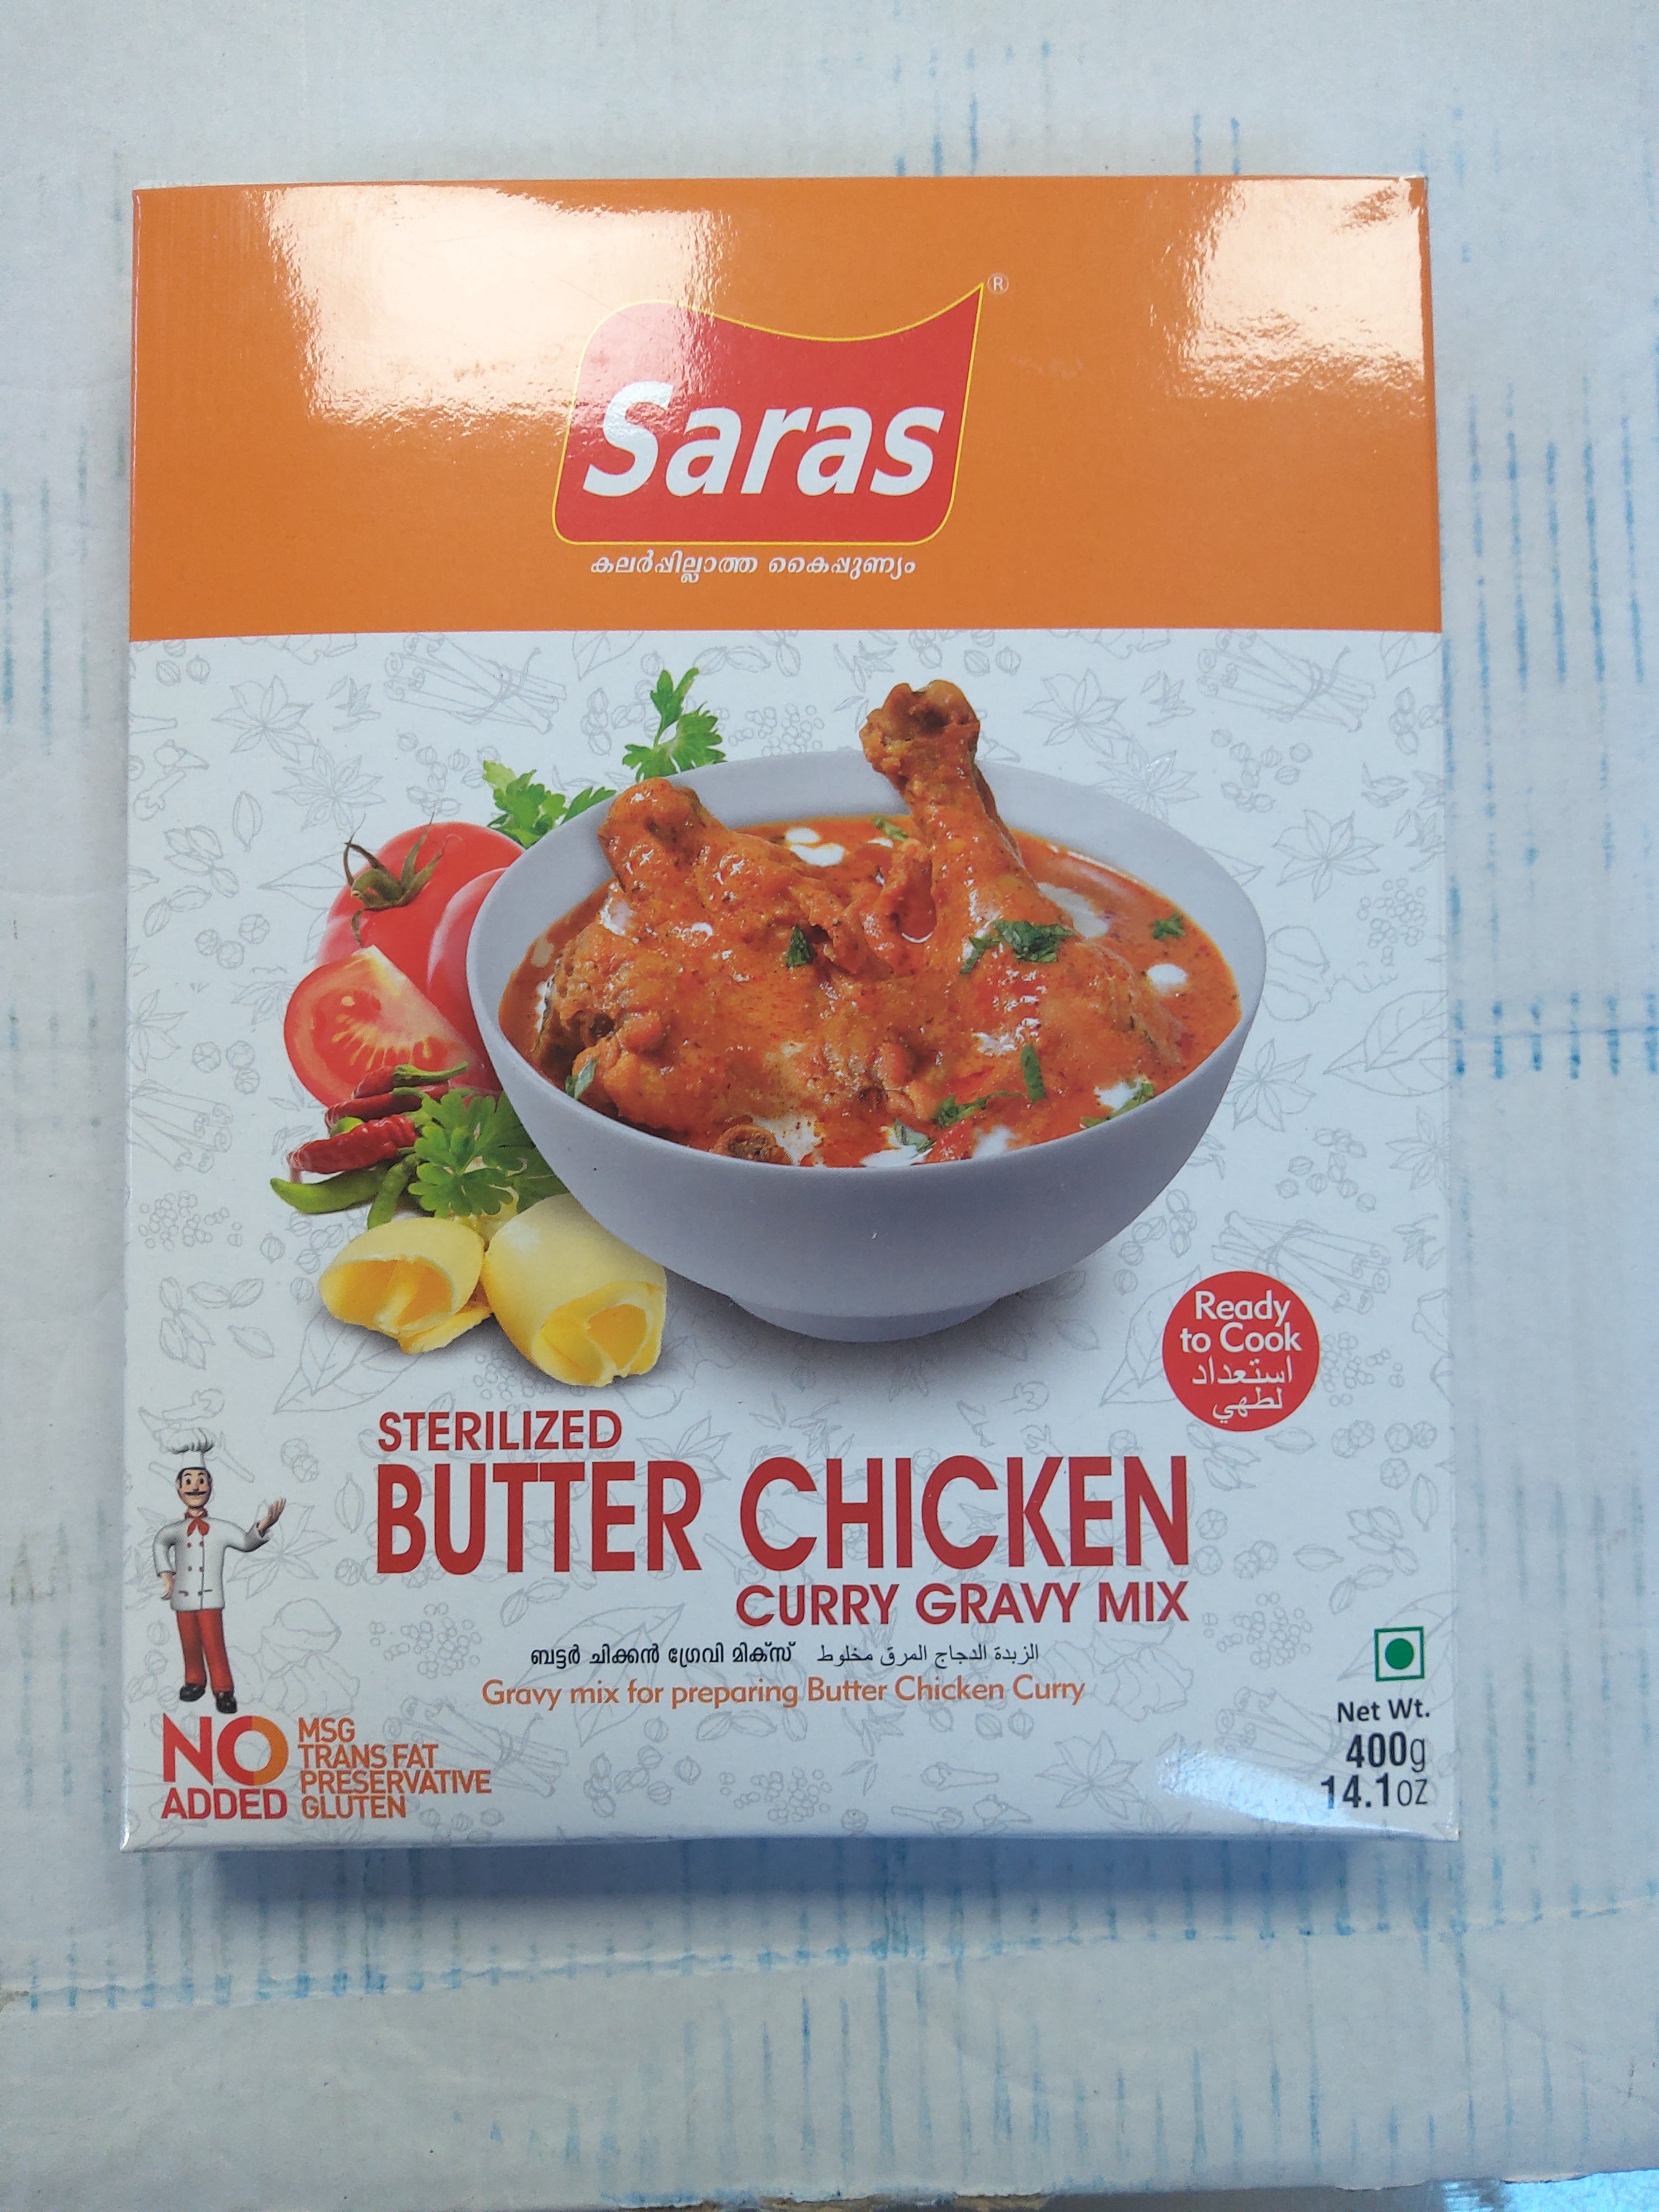 Saras
®
കലർപ്പില്ലാത്ത കൈപ്പുണ്യം
Ready
to Cook
استعداد
لطهي
STERILIZED
BUTTER CHICKEN
CURRY GRAVY MIX
ബട്ടർ ചിക്കൻ ഗ്രേവി മിക്സ് الزبدة الدجاج المرق مخلوط
Gravy mix for preparing Butter Chicken Curry
NO
ADDED
MSG
TRANS FAT
PRESERVATIVE
GLUTEN
Net Wt.
400g
14.1oz